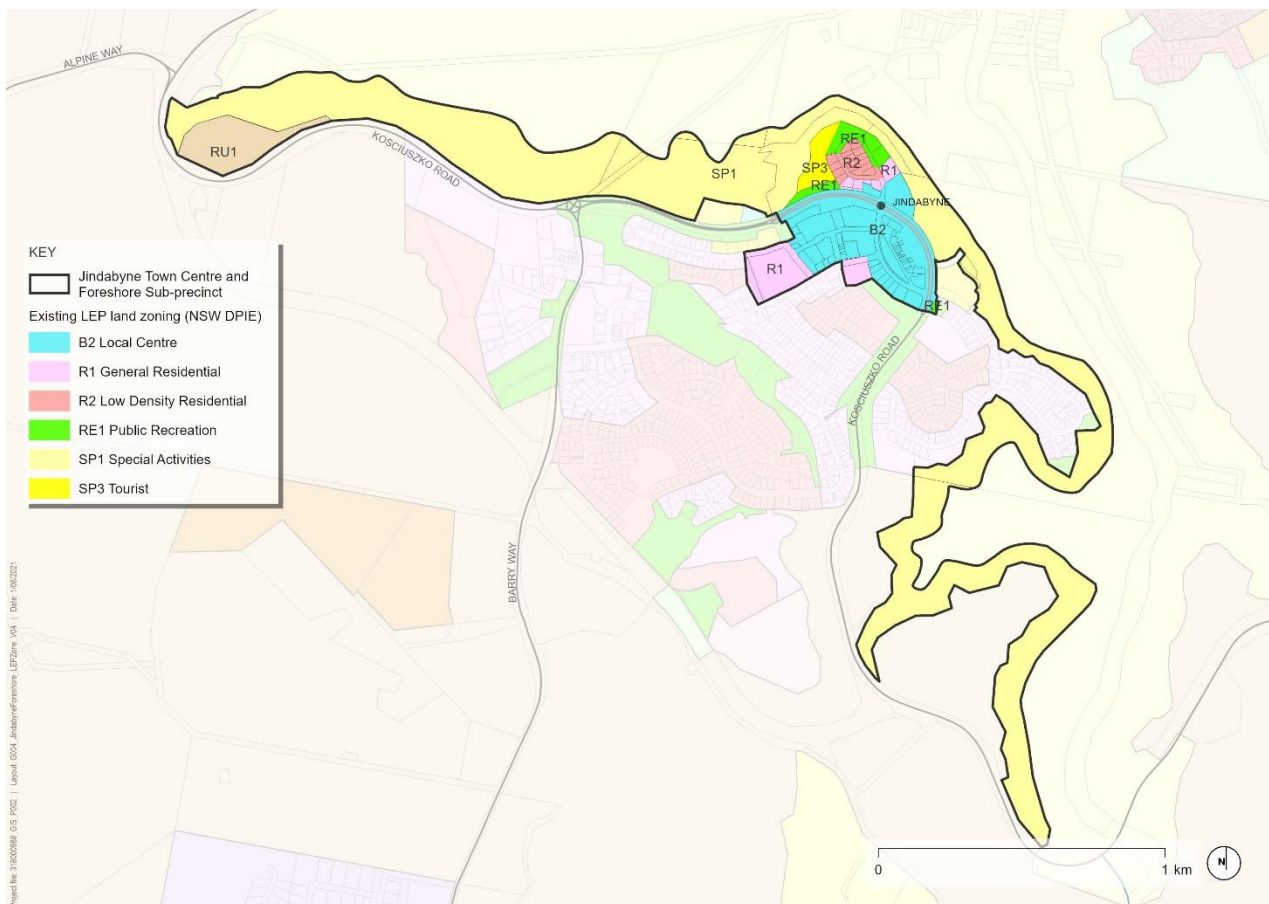 ALPINE WAY
KOSCIUSZKO ROAD
RU1
SP1
RE1
R2
SP3
R1
RE1
JINDABYNE
B2
R1
RE1
KOSCIUSZKO ROAD
BARRY WAY
KEY
Jindabyne Town Centre and
Foreshore Sub-precinct
Existing LEP land zoning (NSW DPIE)
B2 Local Centre
R1 General Residential
R2 Low Density Residential
RE1 Public Recreation
SP1 Special Activities
SP3 Tourist
0
1 km
N